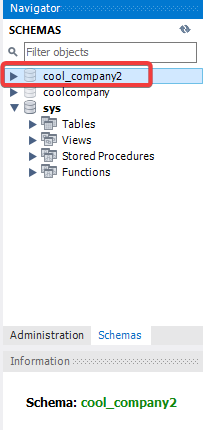 Navigator
SCHEMAS
Filter objects
cool_company2
coolcompany
sys
Tables
Views
Stored Procedures
Functions
Administration Schemas
Information
Schema: cool_company2